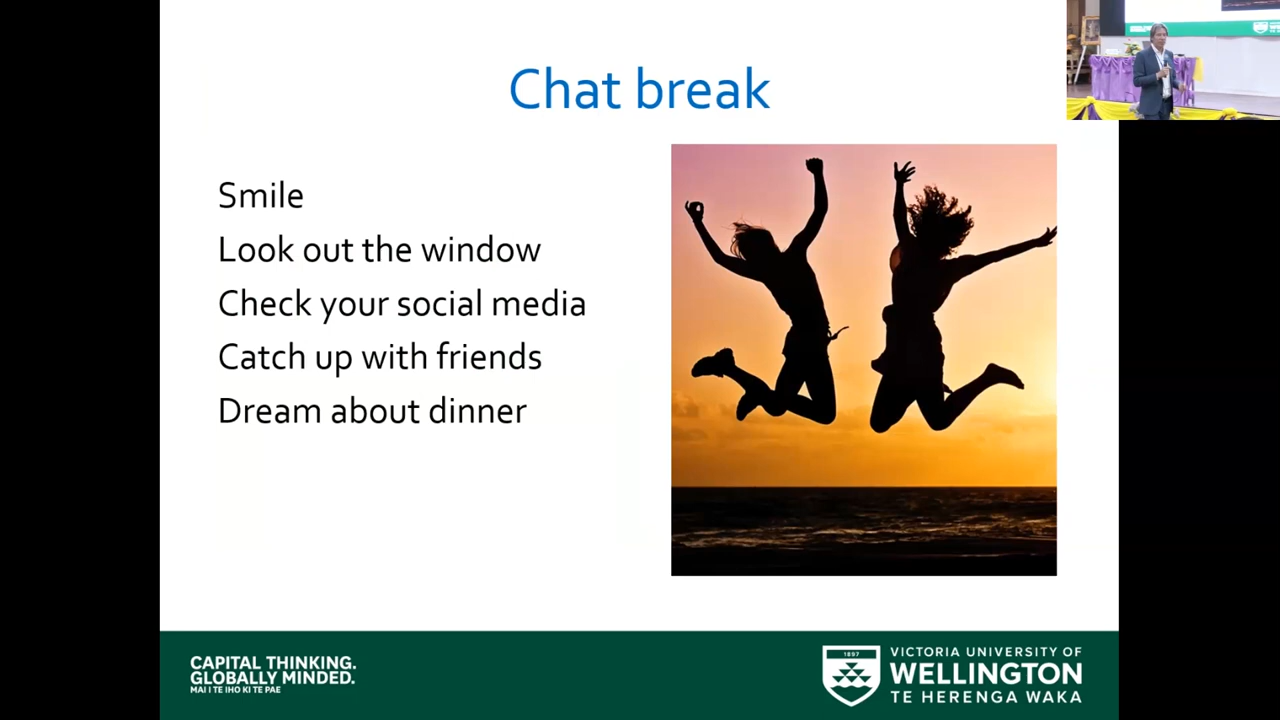 Chat break
Smile
Look out the window
Check your social media
Catch up with friends
Dream about dinner
CAPITAL THINKING.
GLOBALLY MINDED.
MAI I TE IHO KI TE PAE
1897
VICTORIA UNIVERSITY OF
WELLINGTON
TE HERENGA WAKA